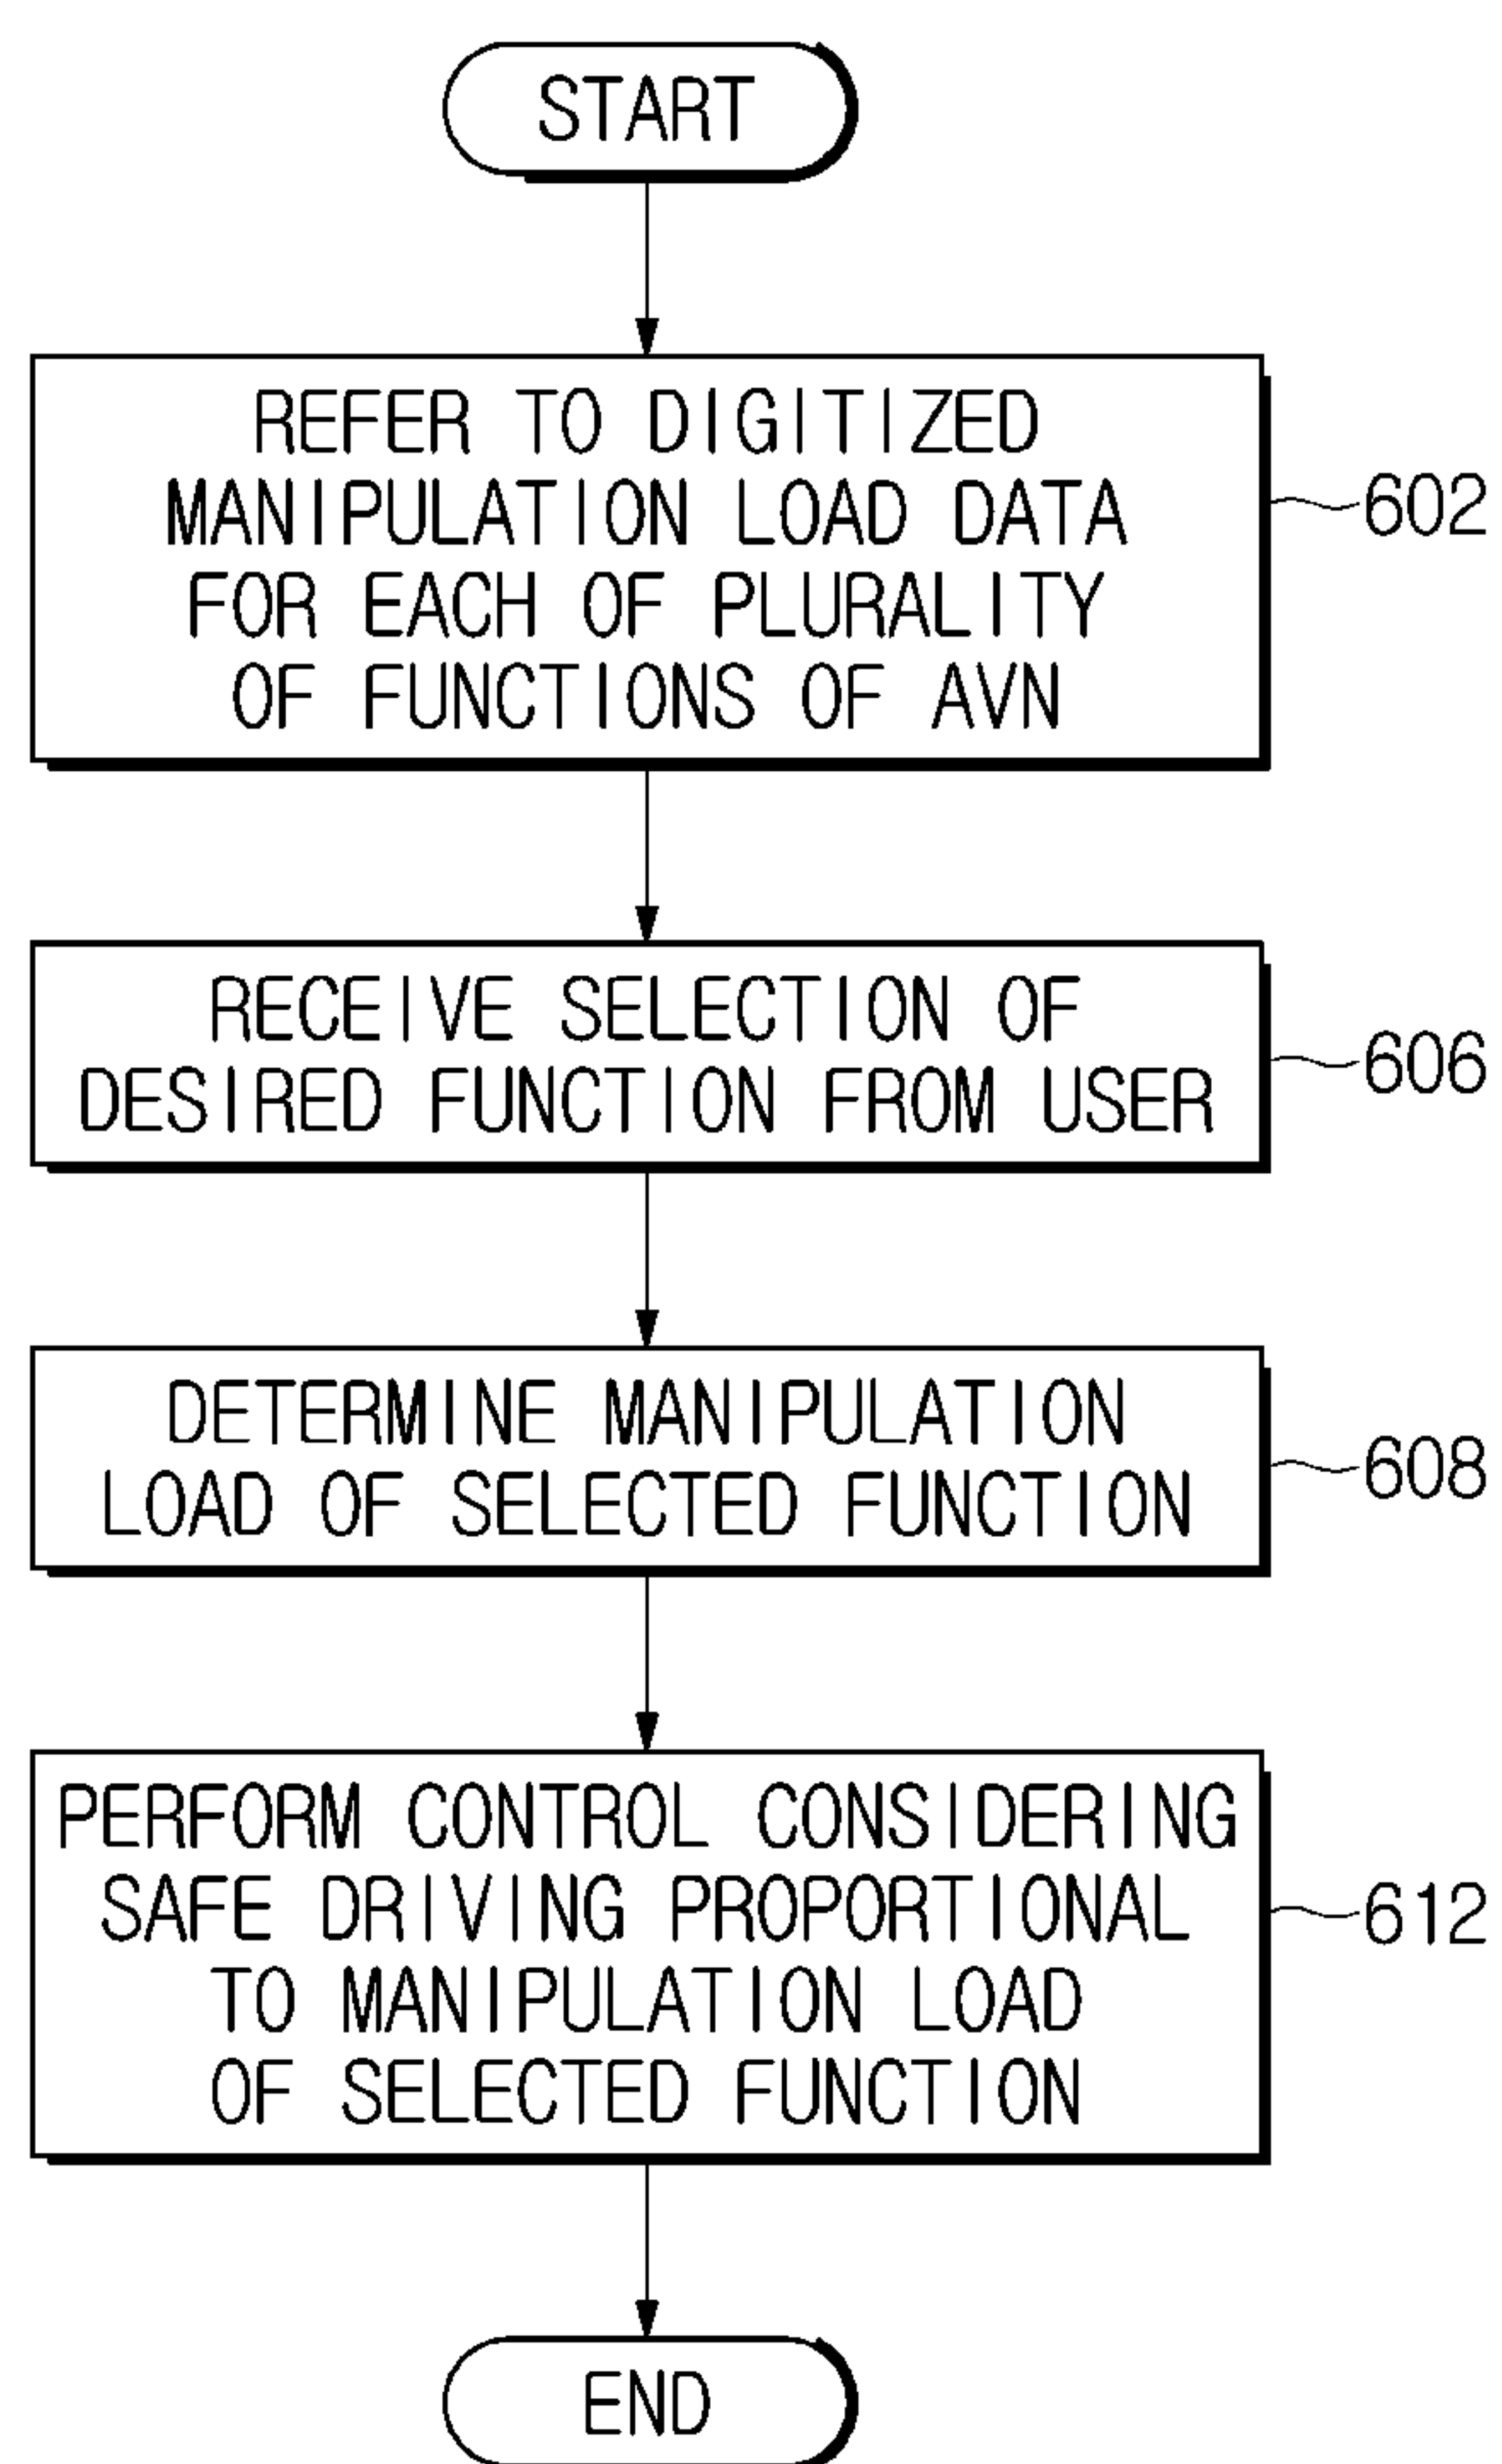 START
REFER TO DIGITIZED
MANIPULATION LOAD DATA
FOR EACH OF PLURALITY
OF FUNCTIONS OF AVN
602
RECEIVE SELECTION OF
DESIRED FUNCTION FROM USER
606
DETERMINE MANIPULATION
LOAD OF SELECTED FUNCTION
608
PERFORM CONTROL CONSIDERING
SAFE DRIVING PROPORTIONAL
TO MANIPULATION LOAD
OF SELECTED FUNCTION
612
END